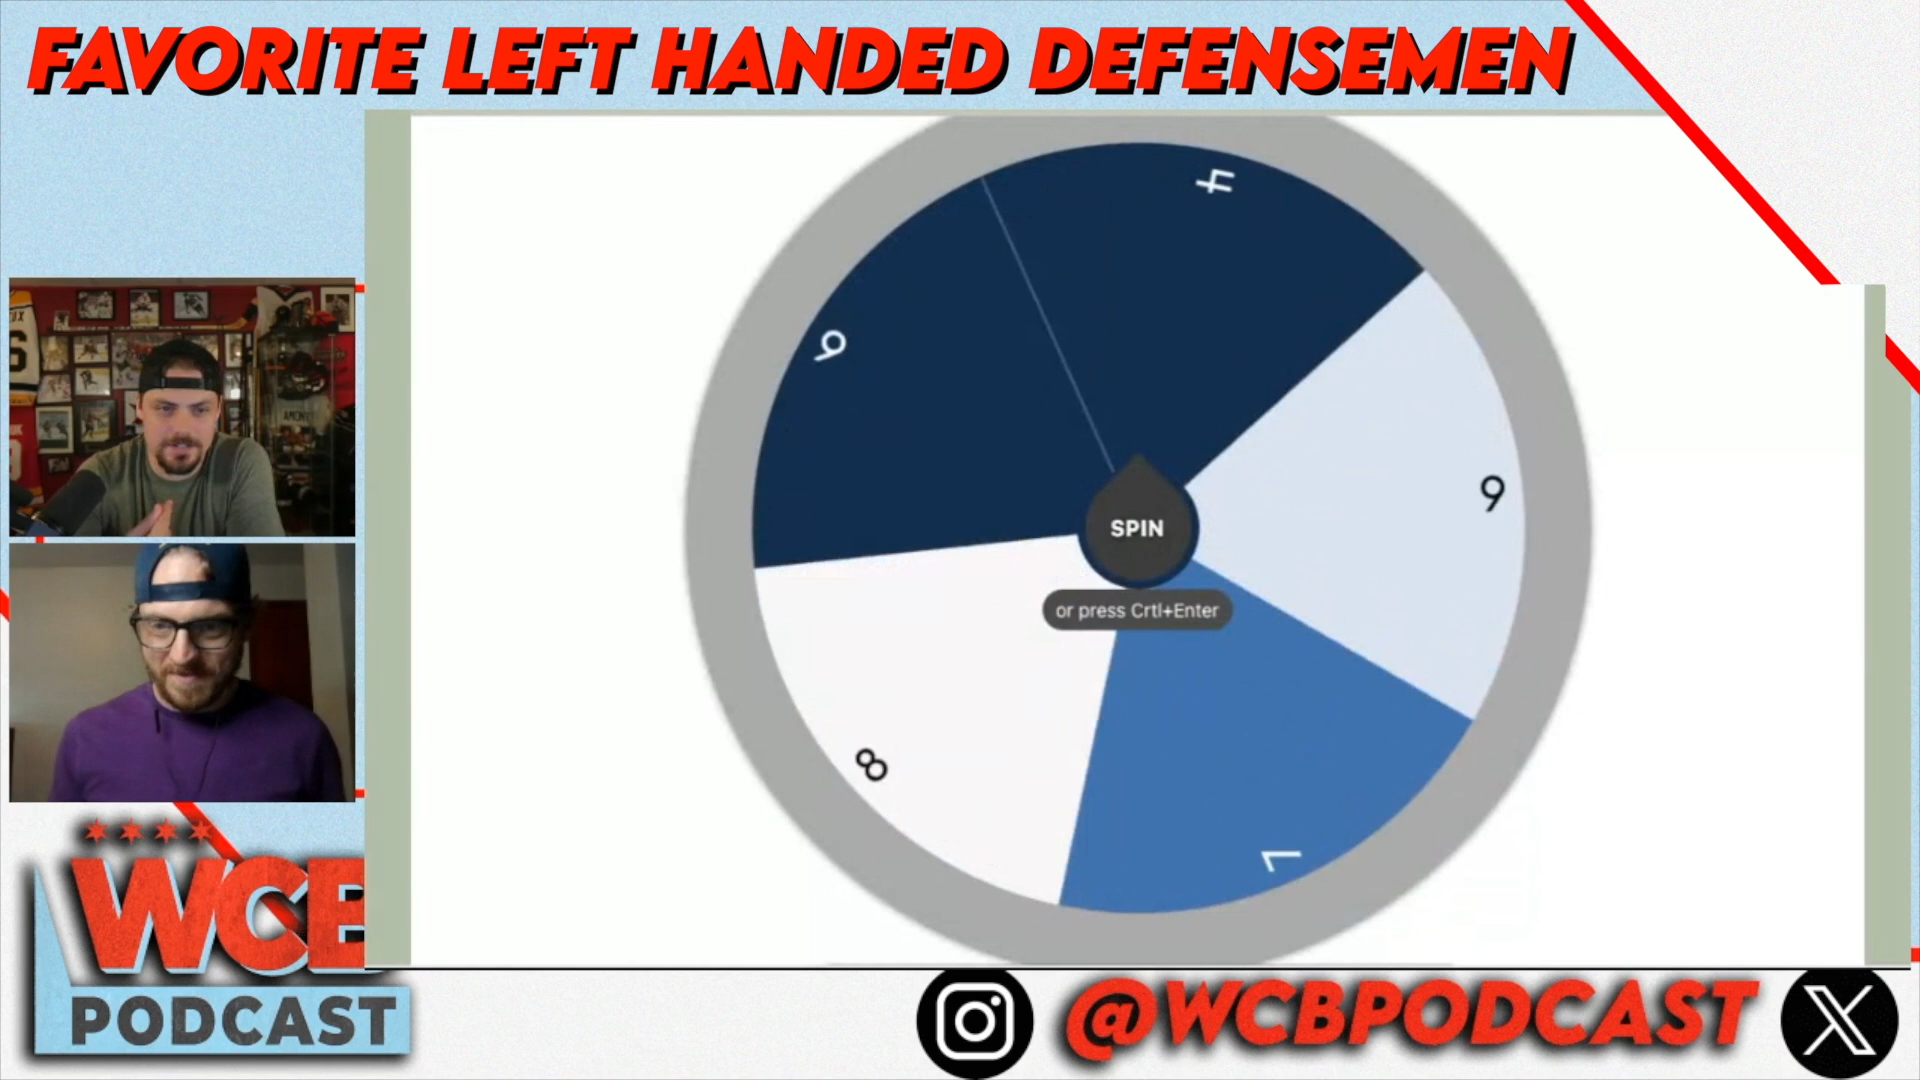 FAVORITE LEFT HANDED DEFENSEMEN
4
6
9
SPIN
or press Crtl+Enter
8
7
WCB
PODCAST
@WCBPODCAST